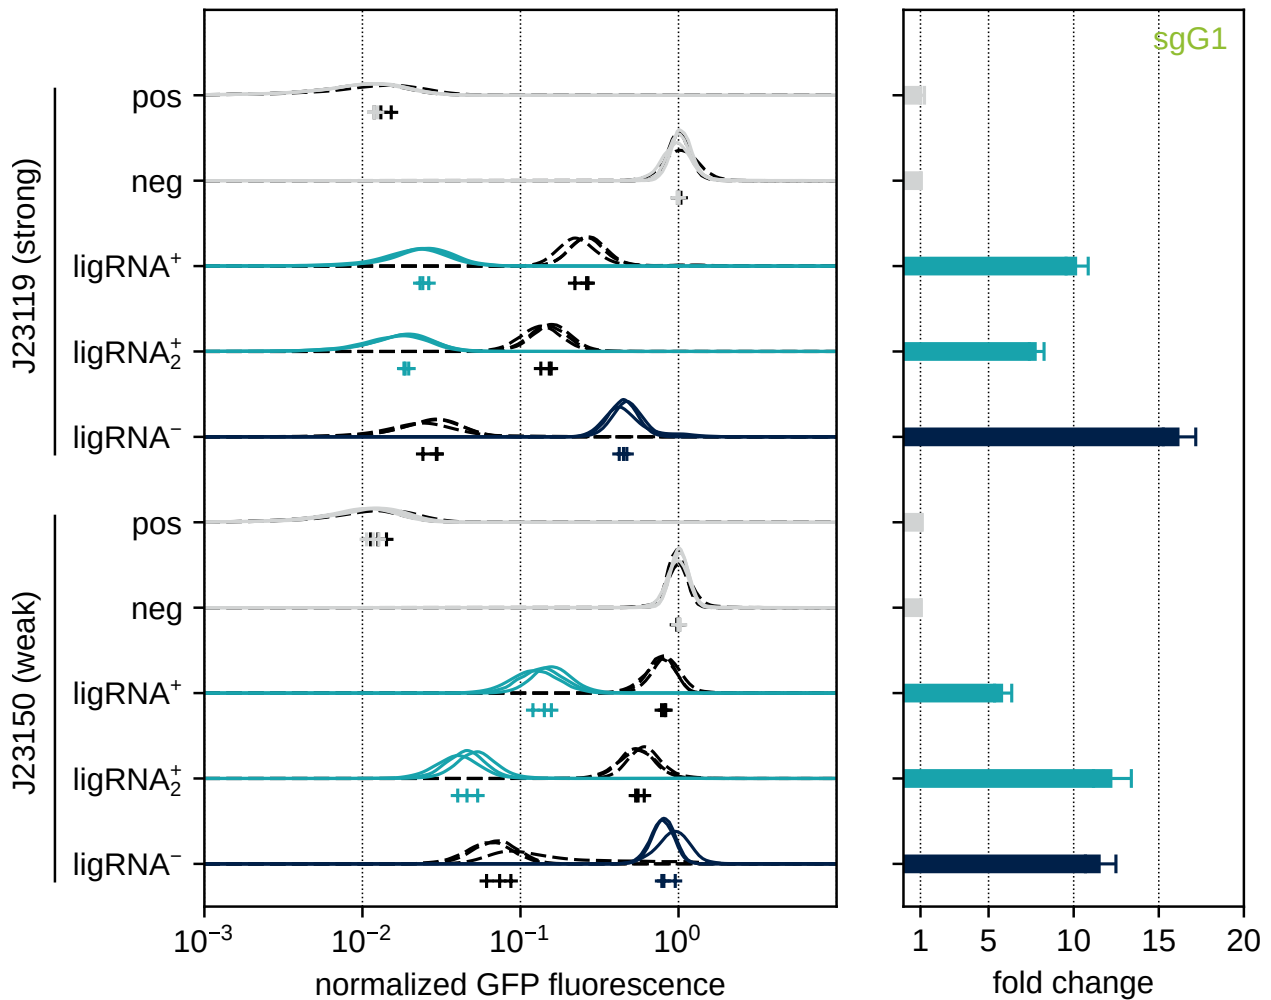 sgG1
J23119 (strong)
pos
neg
ligRNA⁺
ligRNA₂⁺
ligRNA⁻
J23150 (weak)
pos
neg
ligRNA⁺
ligRNA₂⁺
ligRNA⁻
10⁻³ 10⁻² 10⁻¹ 10⁰
1 5 10 15 20
normalized GFP fluorescence
fold change